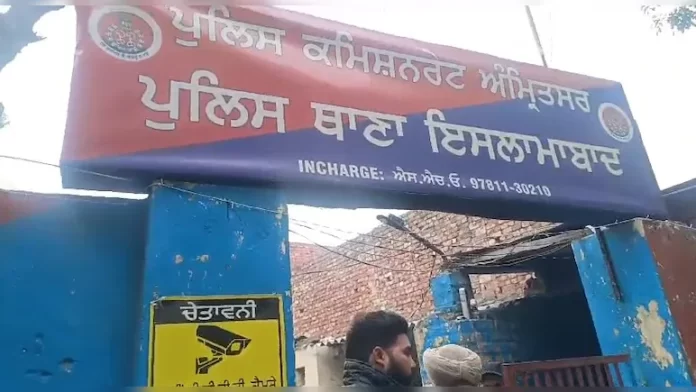 ਪੁਲਿਸ ਕਮਿਸ਼ਨਰੇਟ ਅੰਮ੍ਰਿਤਸਰ
ਪੁਲਿਸ ਥਾਣਾ ਇਸਲਾਮਾਬਾਦ
INCHARGE: ਐਸ.ਐਚ.ਓ. 97811-30210
ਚੇਤਾਵਨੀ